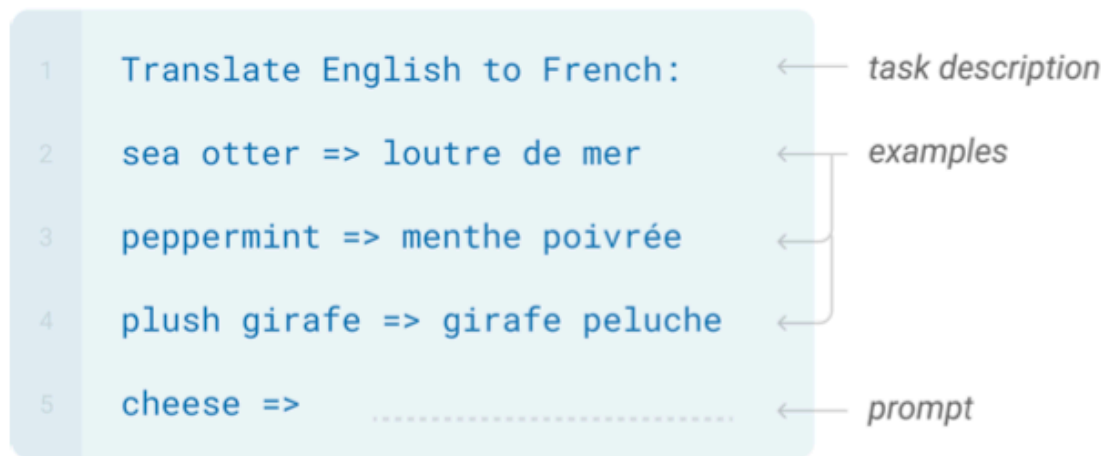 1 Translate English to French: task description
2 sea otter => loutre de mer examples
3 peppermint => menthe poivrée
4 plush girafe => girafe peluche
5 cheese => prompt